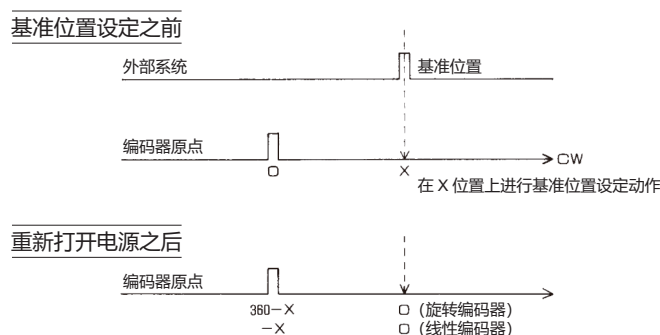 基准位置设定之前
外部系统
基准位置
编码器原点
CW
O
X
在 X 位置上进行基准位置设定动作
重新打开电源之后
编码器原点
360-X
O (旋转编码器)
-X
O (线性编码器)